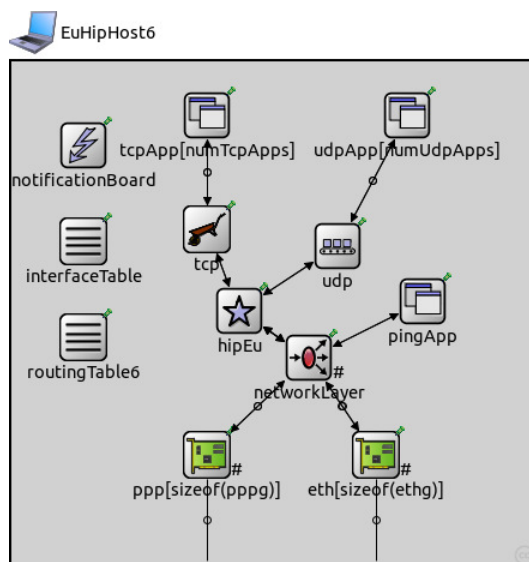 EuHipHost6
tcpApp[numTcpApps]
udpApp[numUdpApps]
notificationBoard
tcp
udp
interfaceTable
hipEu
pingApp
routingTable6
networkLayer
#
ppp[sizeof(pppg)]
#
eth[sizeof(ethg)]
#